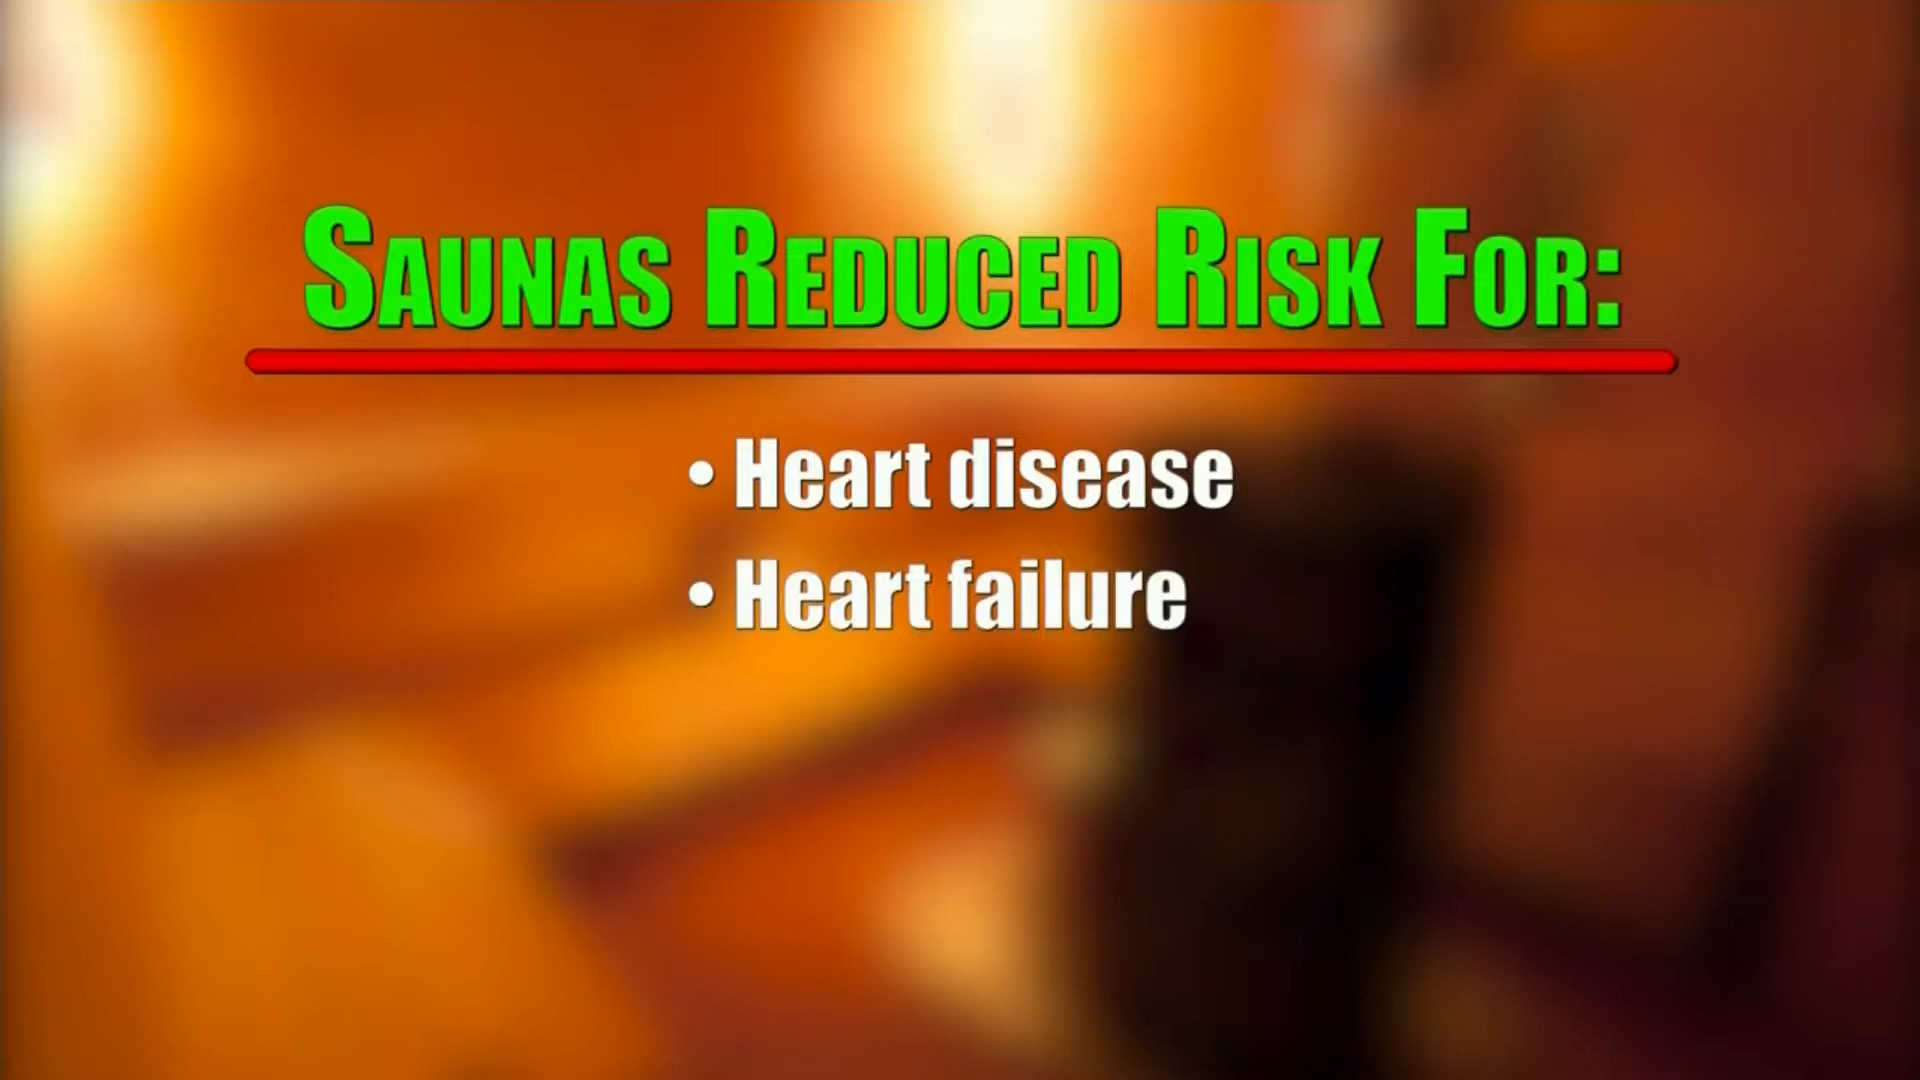 Saunas Reduced Risk For:
• Heart disease
• Heart failure